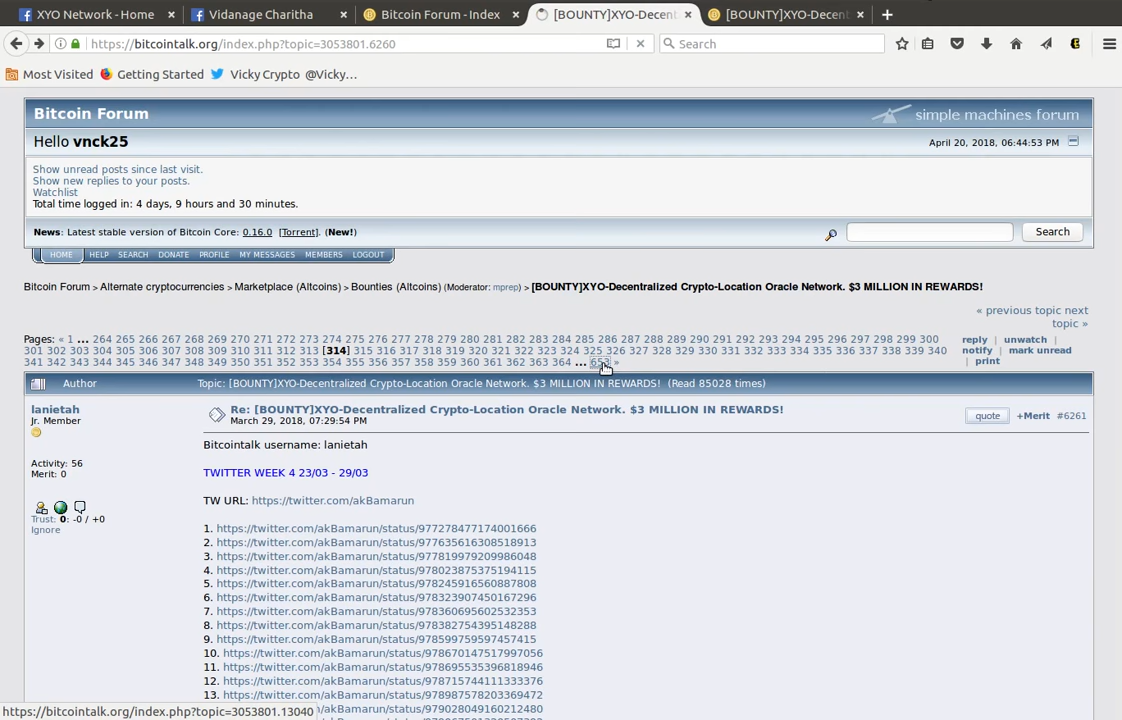 XYO Network - Home
Vidanage Charitha
Bitcoin Forum - Index
[BOUNTY]XYO-Decent
[BOUNTY]XYO-Decent
https://bitcointalk.org/index.php?topic=3053801.6260
Search
Most Visited
Getting Started
Vicky Crypto @Vicky...
Bitcoin Forum
simple machines forum
Hello vnck25
April 20, 2018, 06:44:53 PM
Show unread posts since last visit.
Show new replies to your posts.
Watchlist
Total time logged in: 4 days, 9 hours and 30 minutes.
News: Latest stable version of Bitcoin Core: 0.16.0 [Torrent]. (New!)
Search
HOME HELP SEARCH DONATE PROFILE MY MESSAGES MEMBERS LOGOUT
Bitcoin Forum > Alternate cryptocurrencies > Marketplace (Altcoins) > Bounties (Altcoins) (Moderator: mprep) > [BOUNTY]XYO-Decentralized Crypto-Location Oracle Network. $3 MILLION IN REWARDS!
« previous topic next
topic »
Pages: « 1 ... 264 265 266 267 268 269 270 271 272 273 274 275 276 277 278 279 280 281 282 283 284 285 286 287 288 289 290 291 292 293 294 295 296 297 298 299 300
301 302 303 304 305 306 307 308 309 310 311 312 313 [314] 315 316 317 318 319 320 321 322 323 324 325 326 327 328 329 330 331 332 333 334 335 336 337 338 339 340
341 342 343 344 345 346 347 348 349 350 351 352 353 354 355 356 357 358 359 360 361 362 363 364 ... 653 »
reply | unwatch |
notify | mark unread
| print
Author
Topic: [BOUNTY]XYO-Decentralized Crypto-Location Oracle Network. $3 MILLION IN REWARDS! (Read 85028 times)
lanietah
Jr. Member
Activity: 56
Merit: 0
Trust: 0: -0 / +0
Ignore
Re: [BOUNTY]XYO-Decentralized Crypto-Location Oracle Network. $3 MILLION IN REWARDS!
March 29, 2018, 07:29:54 PM
quote
+Merit #6261
Bitcointalk username: lanietah
TWITTER WEEK 4 23/03 - 29/03
TW URL: https://twitter.com/akBamarun
1. https://twitter.com/akBamarun/status/977278477174001666
2. https://twitter.com/akBamarun/status/977635616308518913
3. https://twitter.com/akBamarun/status/977819979209986048
4. https://twitter.com/akBamarun/status/978023875375194115
5. https://twitter.com/akBamarun/status/978245916560887808
6. https://twitter.com/akBamarun/status/978323907450167296
7. https://twitter.com/akBamarun/status/978360695602532353
8. https://twitter.com/akBamarun/status/978382754395148288
9. https://twitter.com/akBamarun/status/978599759597457415
10. https://twitter.com/akBamarun/status/978670147517997056
11. https://twitter.com/akBamarun/status/978695535396818946
12. https://twitter.com/akBamarun/status/978715744111333376
13. https://twitter.com/akBamarun/status/978987578203369472
.com/akBamarun/status/979028049160212480
https://bitcointalk.org/index.php?topic=3053801.13040